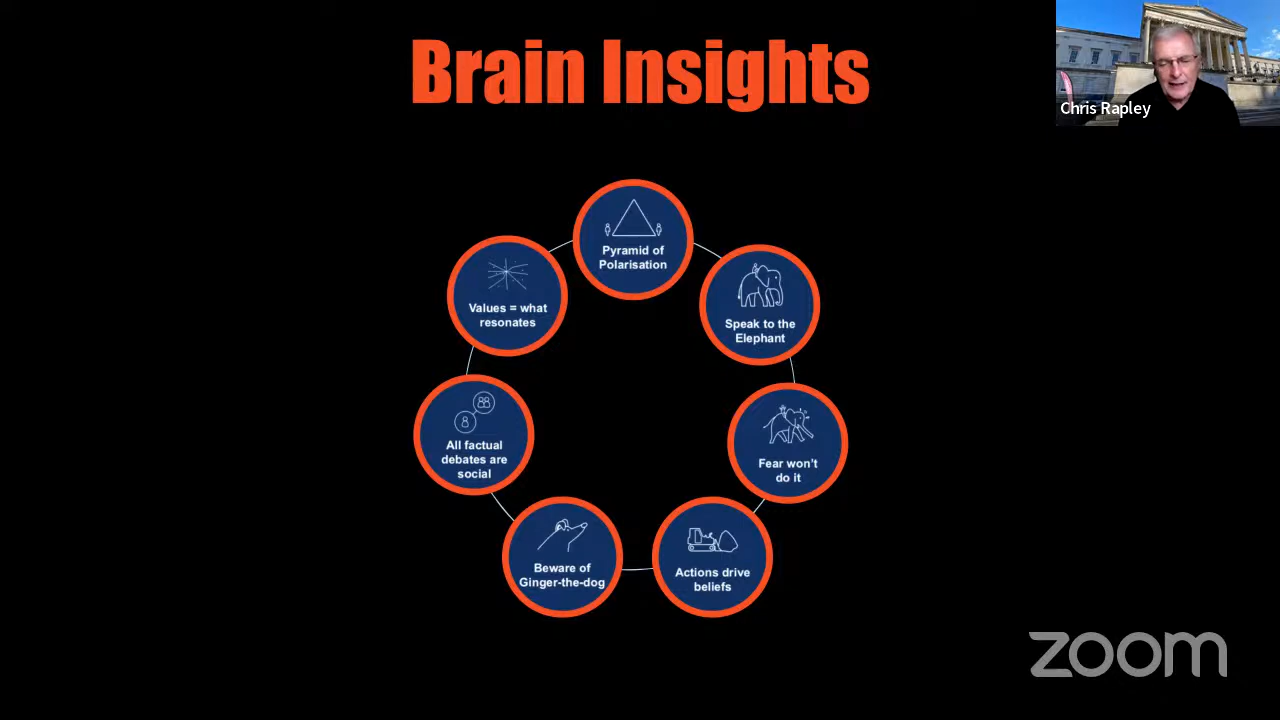 Brain Insights
Chris Rapley
Pyramid of
Polarisation
Speak to the
Elephant
Fear won't
do it
Actions drive
beliefs
Beware of
Ginger-the-dog
All factual
debates are
social
Values = what
resonates
zoom